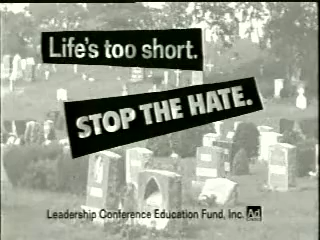 Life's too short.
STOP THE HATE.
Leadership Conference Education Fund, Inc. Ad